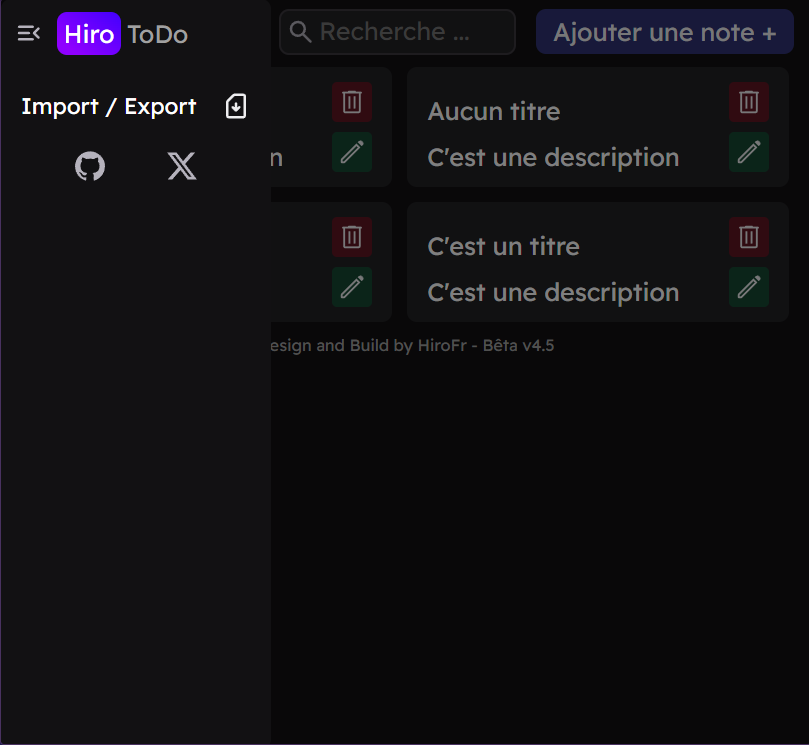 Hiro ToDo
Recherche ...
Ajouter une note +
Import / Export
Aucun titre
n
C'est une description
C'est un titre
C'est une description
esign and Build by HiroFr - Bêta v4.5